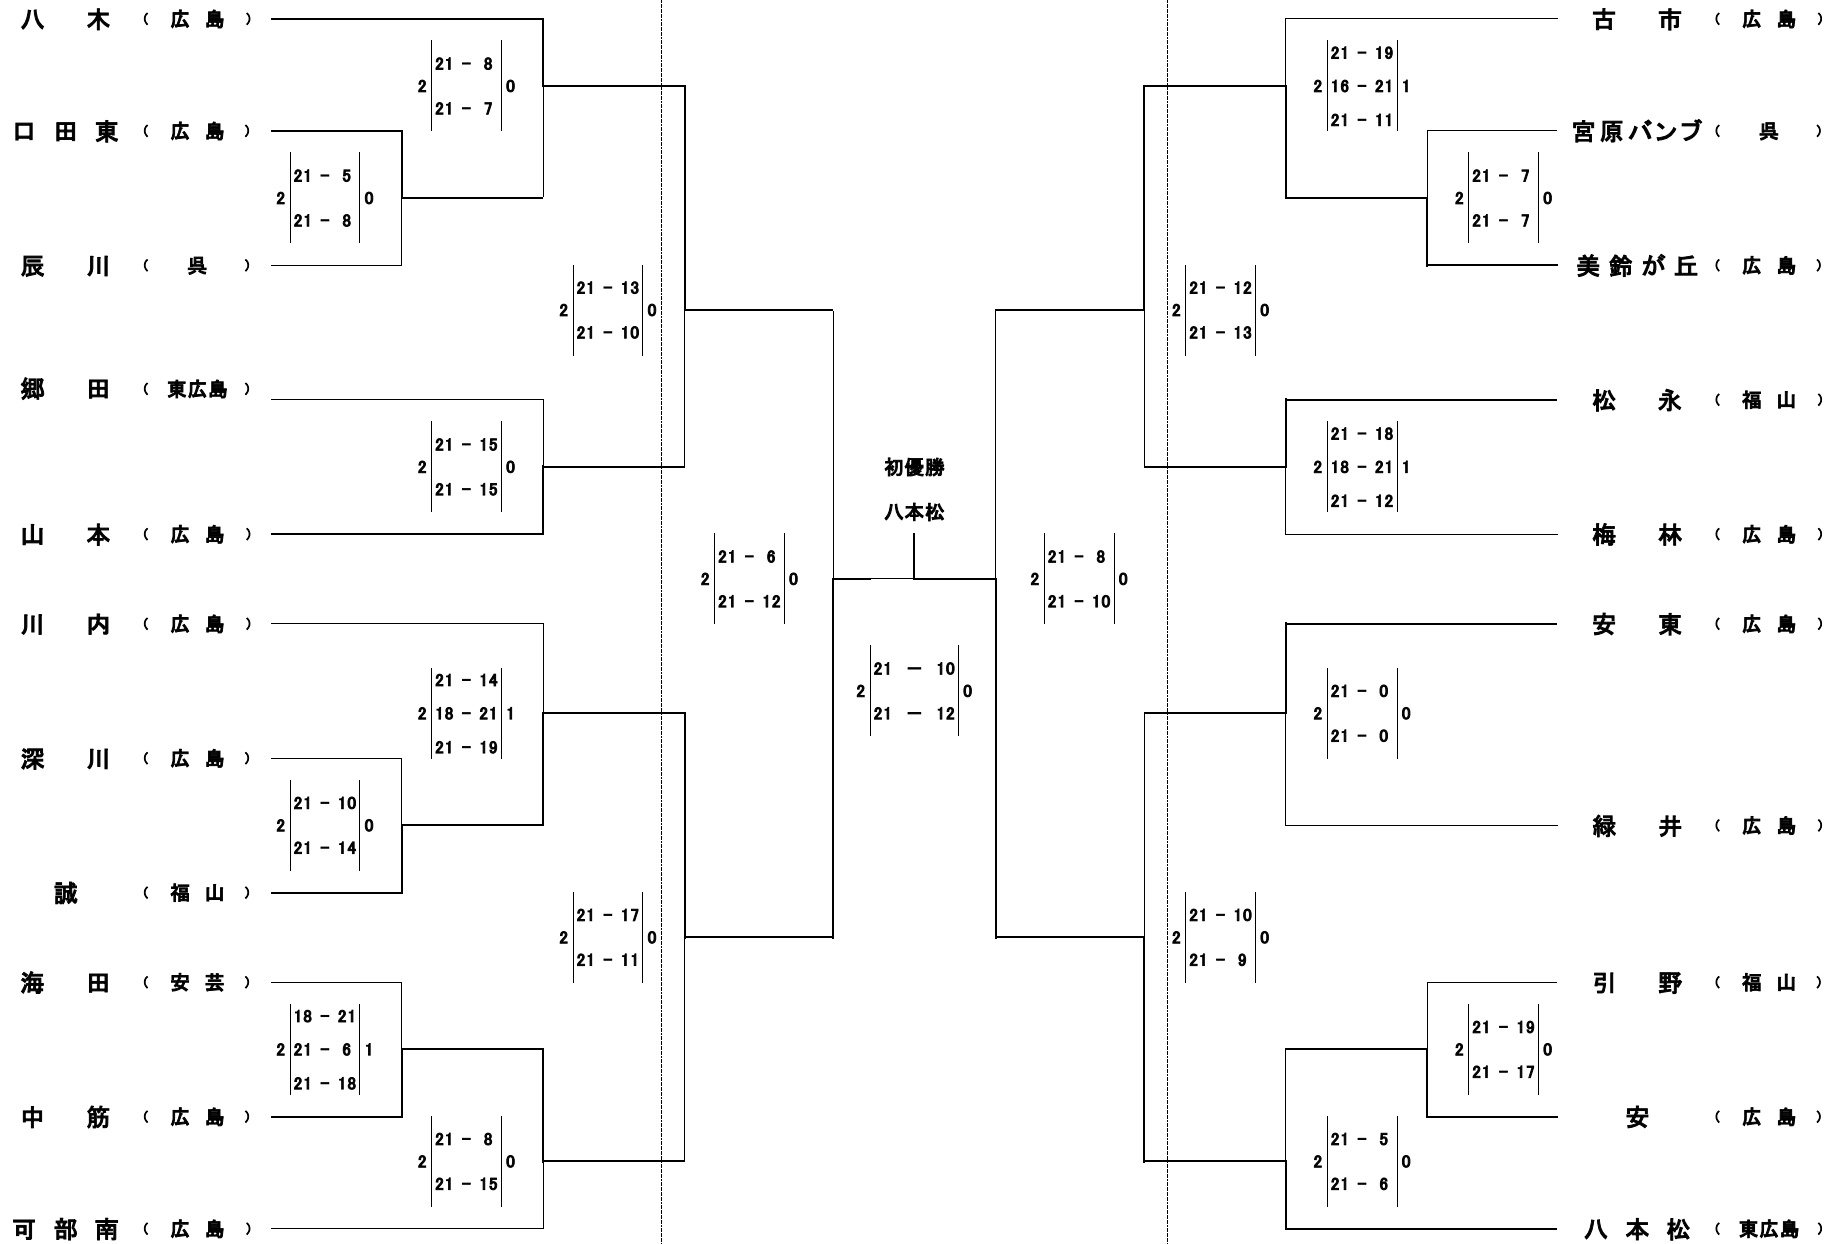 八木 （ 広島 ）
21 － 8
2 0
21 － 7
口田東 （ 広島 ）
21 － 5
2 0
21 － 8
辰川 （ 呉 ）
21 － 13
2 0
21 － 10
郷田 （ 東広島 ）
21 － 15
2 0
21 － 15
山本 （ 広島 ）
21 － 6
2 0
21 － 12
川内 （ 広島 ）
21 － 14
2 18 － 21 1
21 － 19
深川 （ 広島 ）
21 － 10
2 0
21 － 14
誠 （ 福山 ）
21 － 17
2 0
21 － 11
海田 （ 安芸 ）
18 － 21
2 21 － 6 1
21 － 18
中筋 （ 広島 ）
21 － 8
2 0
21 － 15
可部南 （ 広島 ）
初優勝
八本松
21 － 10
2 0
21 － 12
古市 （ 広島 ）
21 － 19
2 16 － 21 1
21 － 11
宮原バンブ （ 呉 ）
21 － 7
2 0
21 － 7
美鈴が丘 （ 広島 ）
21 － 12
2 0
21 － 13
松永 （ 福山 ）
21 － 18
2 18 － 21 1
21 － 12
梅林 （ 広島 ）
21 － 8
2 0
21 － 10
安東 （ 広島 ）
21 － 0
2 0
21 － 0
緑井 （ 広島 ）
21 － 10
2 0
21 － 9
引野 （ 福山 ）
21 － 19
2 0
21 － 17
安 （ 広島 ）
21 － 5
2 0
21 － 6
八本松 （ 東広島 ）